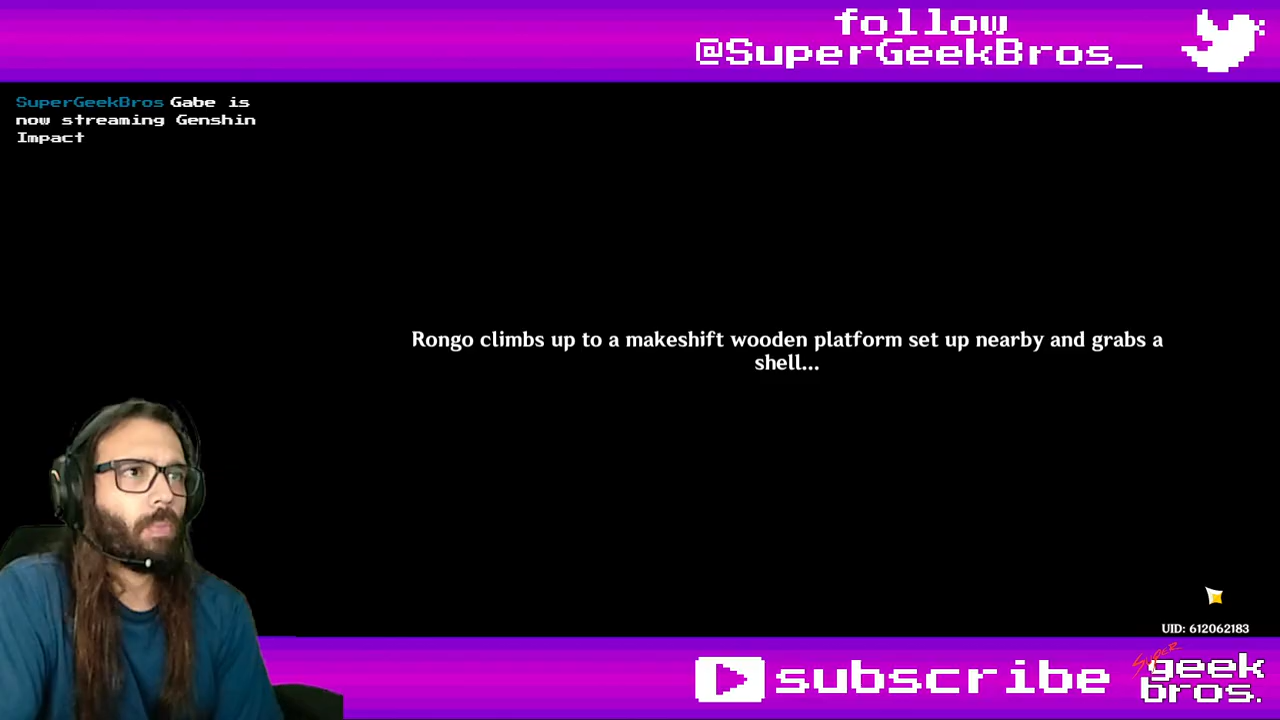 follow
@SuperGeekBros_
SuperGeekBros Gabe is
now streaming Genshin
Impact
Rongo climbs up to a makeshift wooden platform set up nearby and grabs a
shell...
UID: 612062183
subscribe
SUPER
geek
bros.